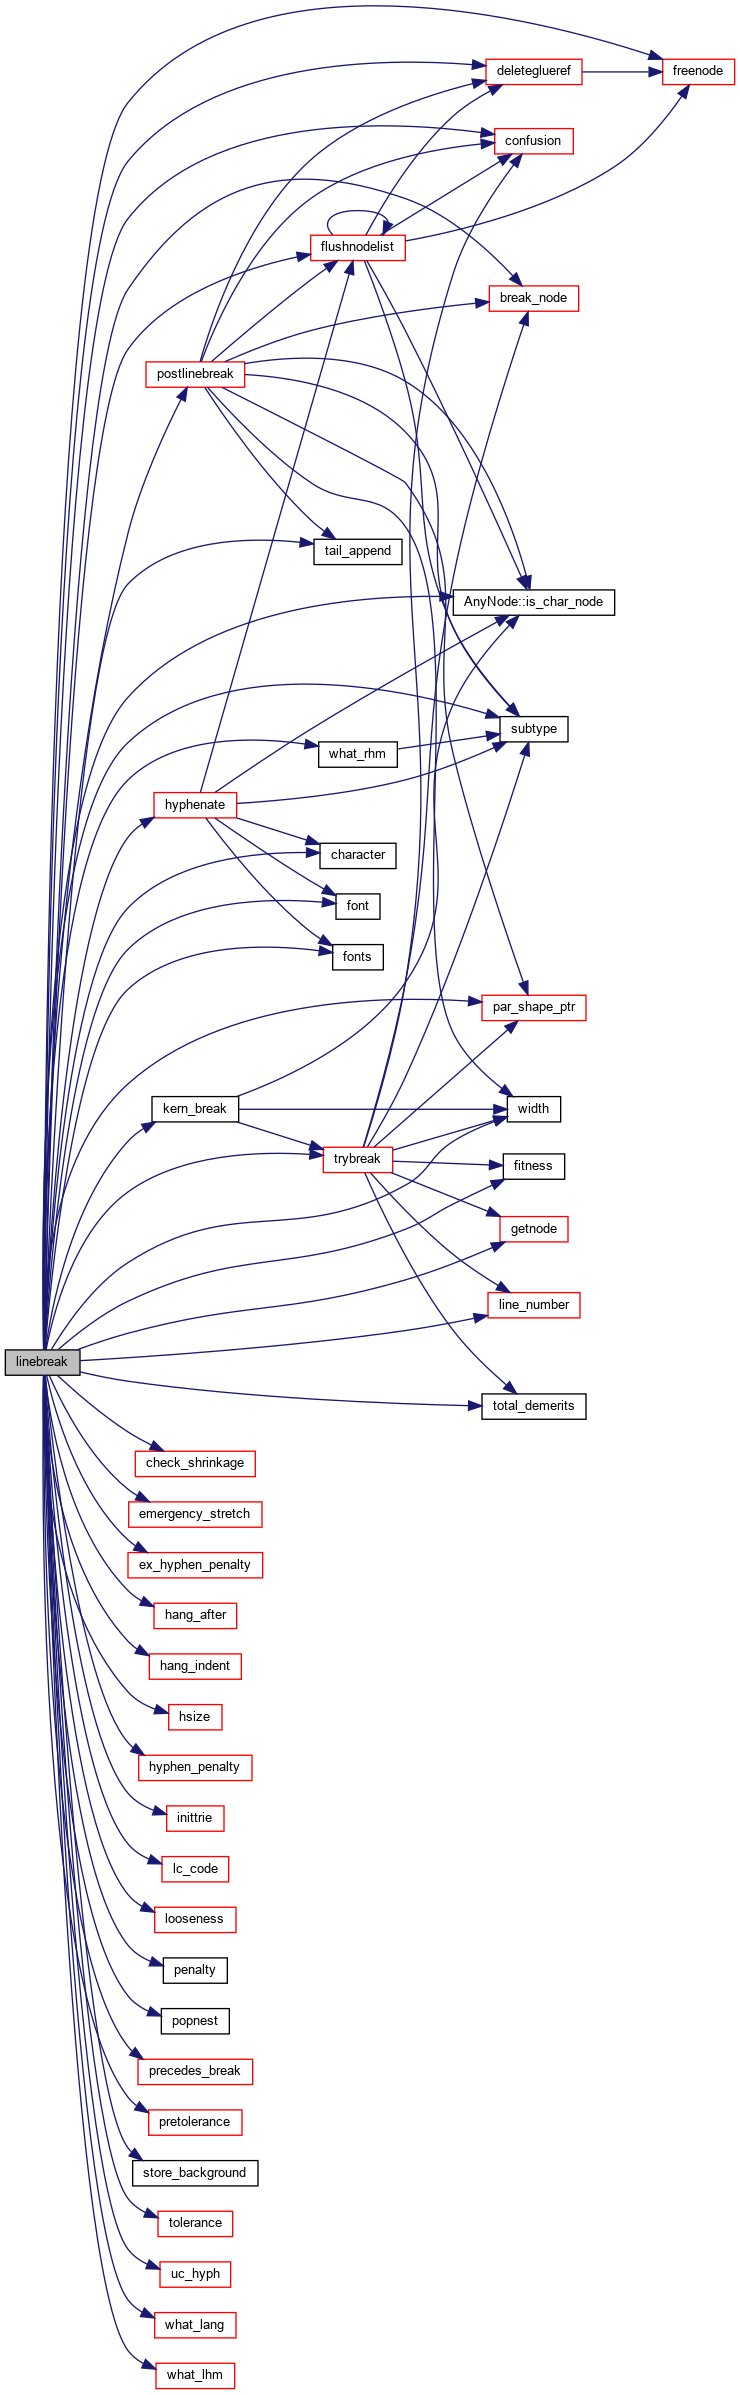 freenode
deleteglueref
confusion
flushnodelist
break_node
postlinebreak
tail_append
AnyNode::is_char_node
subtype
what_rhm
hyphenate
character
font
fonts
par_shape_ptr
kern_break
width
trybreak
fitness
getnode
line_number
linebreak
total_demerits
check_shrinkage
emergency_stretch
ex_hyphen_penalty
hang_after
hang_indent
hsize
hyphen_penalty
inittrie
lc_code
looseness
penalty
popnest
precedes_break
pretolerance
store_background
tolerance
uc_hyph
what_lang
what_lhm